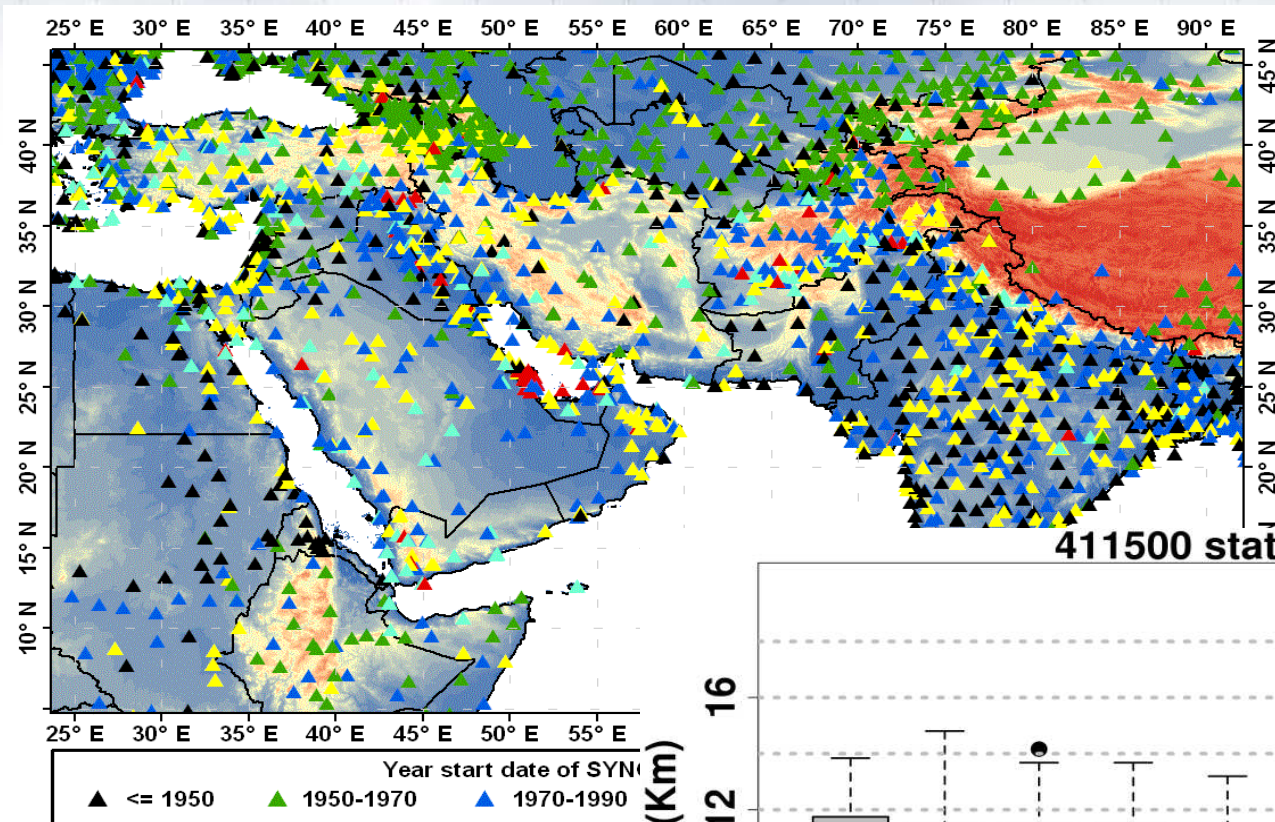 25° E 30° E 35° E 40° E 45° E 50° E 55° E 60° E 65° E 70° E 75° E 80° E 85° E 90° E
45° N
40° N 40° N
35° N 35° N
30° N 30° N
25° N 25° N
20° N 20° N
15° N
10° N
25° E 30° E 35° E 40° E 45° E 50° E 55° E
Year start date of SYN
<= 1950 1950-1970 1970-1990
411500 stat
16
12
(Km)